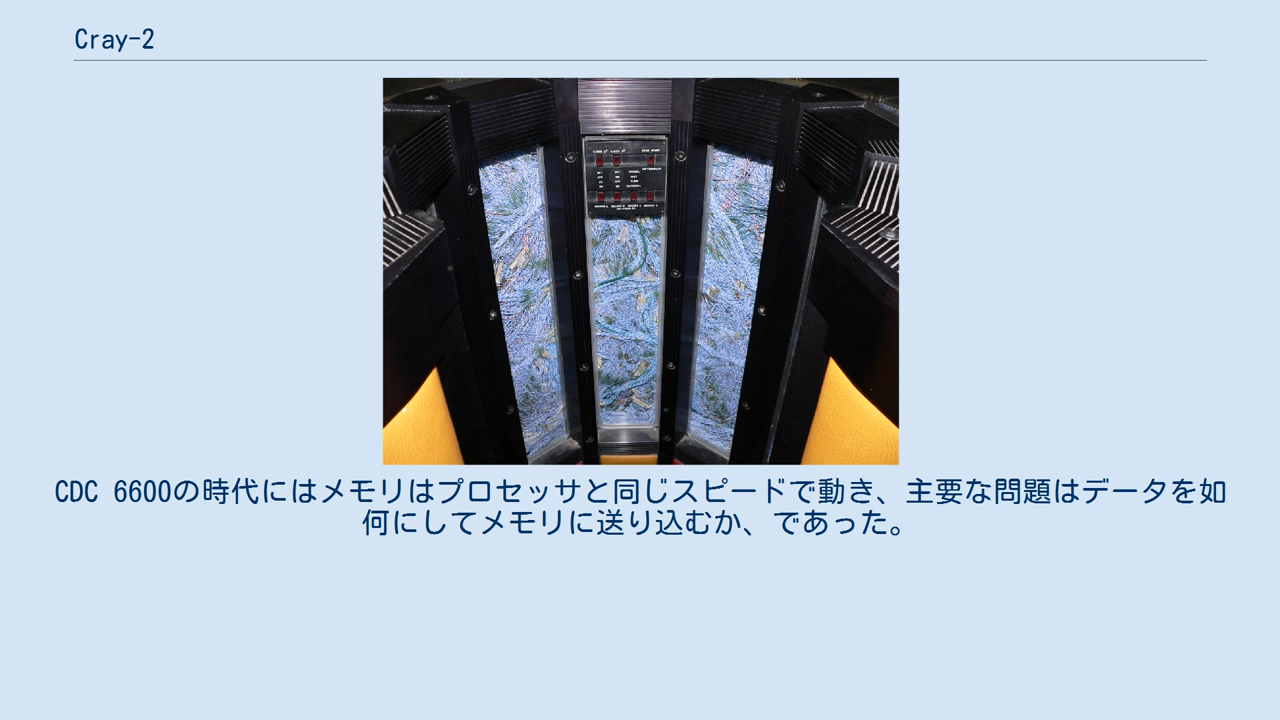 Cray-2
CDC 6600の時代にはメモリはプロセッサと同じスピードで動き、主要な問題はデータを如
何にしてメモリに送り込むか、であった。